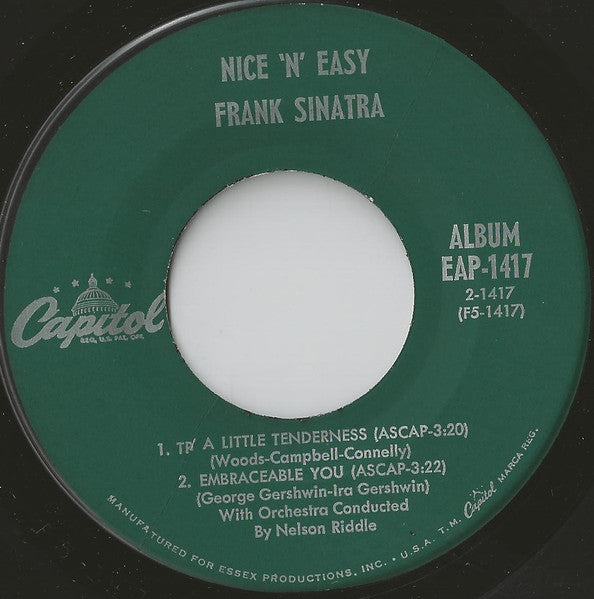 NICE 'N' EASY
FRANK SINATRA
ALBUM
EAP-1417
2-1417
(F5-1417)
Capitol
REG. U.S. PAT. OFF.
1. TR A LITTLE TENDERNESS (ASCAP-3:20)
(Woods-Campbell-Connelly)
2. EMBRACEABLE YOU (ASCAP-3:22)
(George Gershwin-Ira Gershwin)
With Orchestra Conducted
By Nelson Riddle
MANUFACTURED FOR ESSEX PRODUCTIONS, INC. • U.S.A. T.M. Capitol MARCA REG.